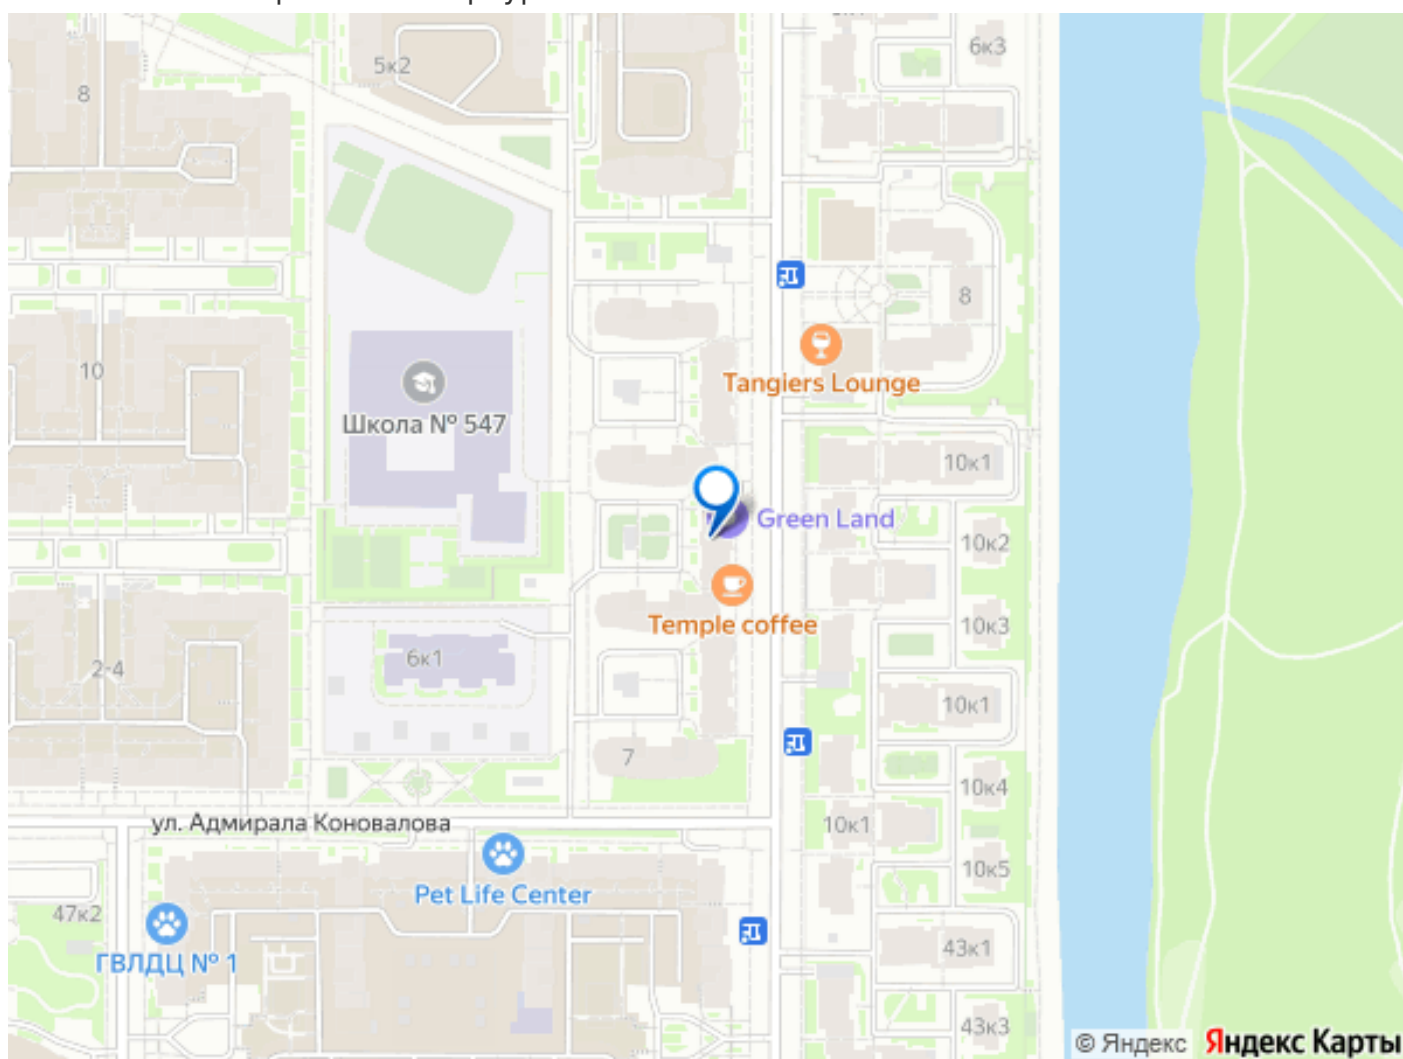 6к3
5к2
8
8
Tangiers Lounge
10
Школа № 547
10к1
Green Land
10к2
Temple coffee
10к3
6к1
2-4
10к1
7
10к4
ул. Адмирала Коновалова
10к1
Pet Life Center
10к5
47к2
ГВЛДЦ № 1
43к1
43к3
© Яндекс Яндекс Карты